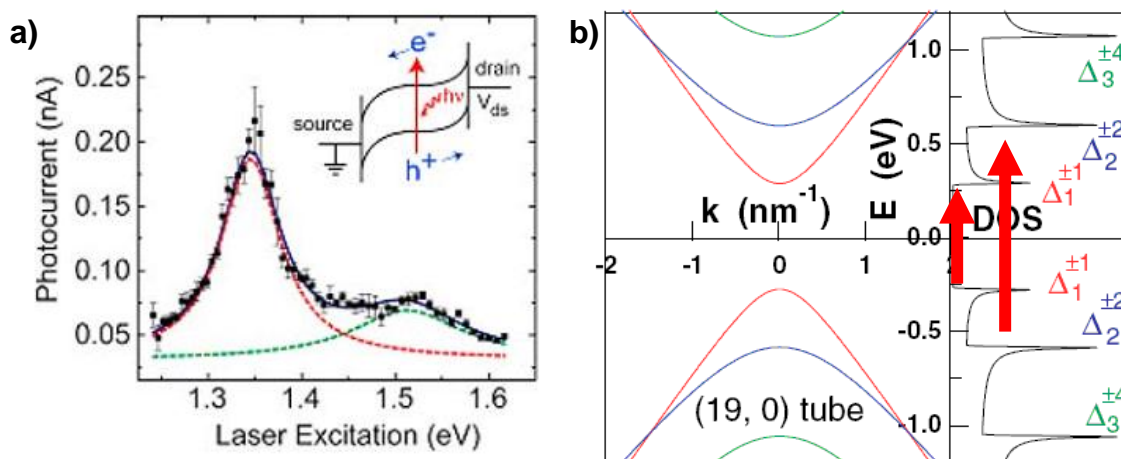 a)
Photocurrent (nA)
0.25
0.20
0.15
0.10
0.05
1.3
1.4
1.5
1.6
Laser Excitation (eV)
e-
drain
hν
Vds
source
h+
b)
1.0
0.5
0.0
-0.5
-1.0
E (eV)
k (nm-1)
-2
-1
0
1
2
DOS
(19, 0) tube
Δ3±4
Δ2±2
Δ1±1
Δ1±1
Δ2±2
Δ3±4